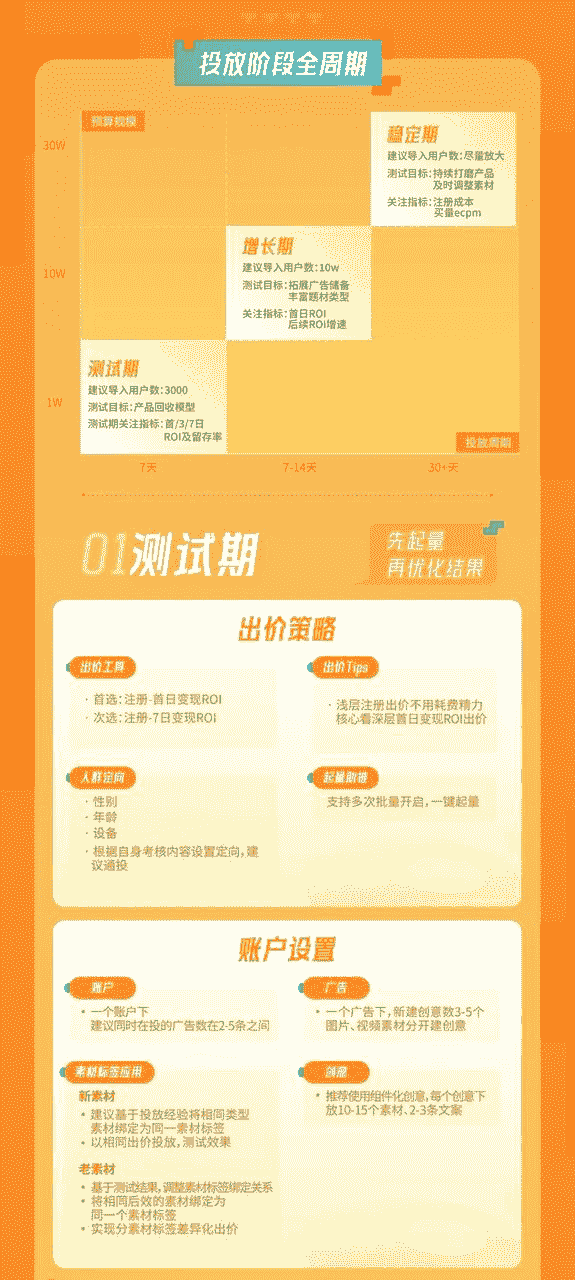 投放阶段全周期
预算规模
30W
稳定期
建议导入用户数:尽量放大
测试目标:持续打磨产品
及时调整素材
关注指标:注册成本
买量ecpm
10W
增长期
建议导入用户数:10w
测试目标:拓展广告储备
丰富题材类型
关注指标:首日ROI
后续ROI增速
1W
测试期
建议导入用户数:3000
测试目标:产品回收模型
测试期关注指标:首/3/7日
ROI及留存率
投放周期
7天
7-14天
30+天
01测试期
先起量
再优化结果
出价策略
出价工具
· 首选:注册-首日变现ROI
· 次选:注册-7日变现ROI
出价Tips
· 浅层注册出价不用耗费精力
核心看深层首日变现ROI出价
人群定向
· 性别
· 年龄
· 设备
· 根据自身考核内容设置定向,建
议通投
起量助推
支持多次批量开启,一键起量
账户设置
账户
• 一个账户下
建议同时在投的广告数在2-5条之间
广告
• 一个广告下,新建创意数3-5个
图片、视频素材分开建创意
素材标签应用
新素材
• 建议基于投放经验将相同类型
素材绑定为同一素材标签
• 以相同出价投放,测试效果
老素材
• 基于测试结果,调整素材标签绑定关系
• 将相同后效的素材绑定为
同一个素材标签
• 实现分素材标签差异化出价
创意
• 推荐使用组件化创意,每个创意下
放10-15个素材、2-3条文案